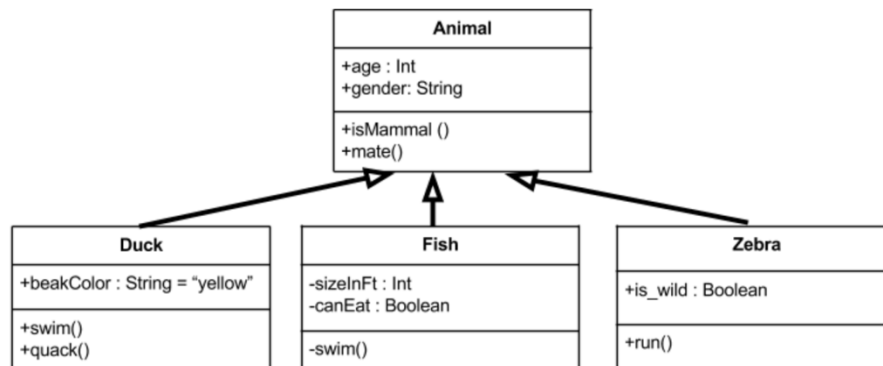 Animal
+age : Int
+gender: String
+isMammal ()
+mate()
Duck
+beakColor : String = “yellow”
+swim()
+quack()
Fish
-sizeInFt : Int
-canEat : Boolean
-swim()
Zebra
+is_wild : Boolean
+run()